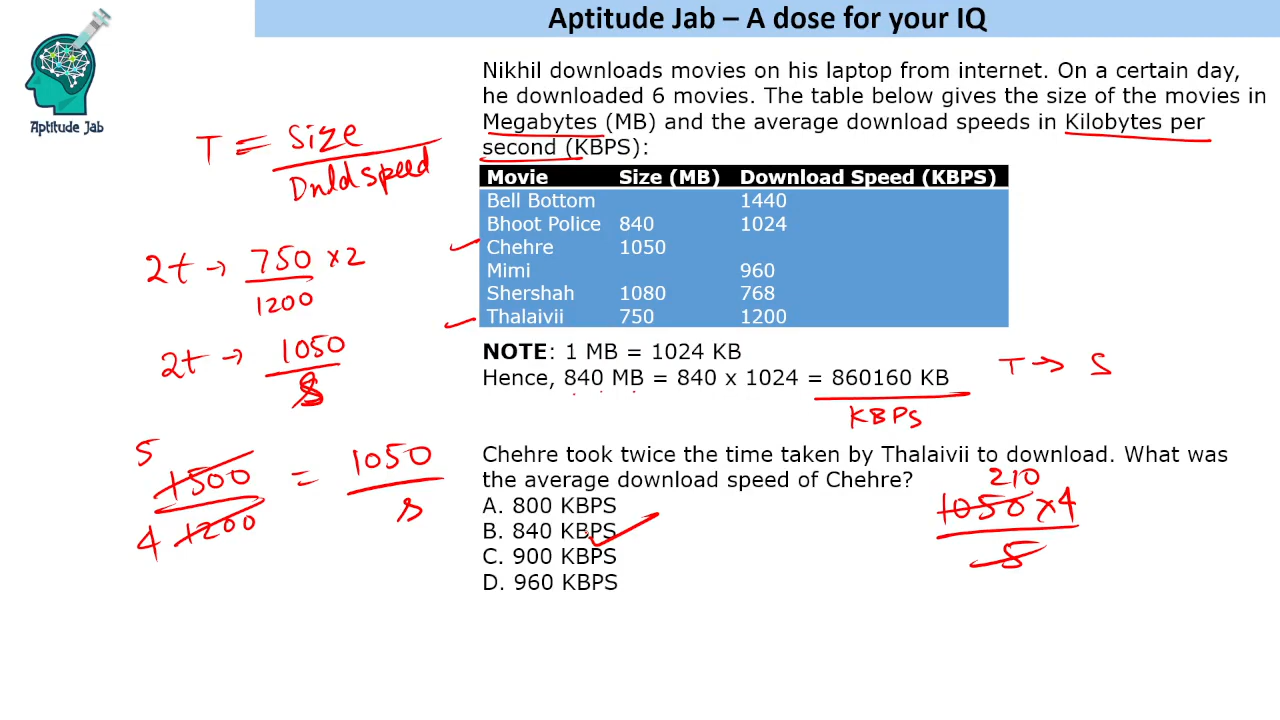 Aptitude Jab – A dose for your IQ
Aptitude Jab
Nikhil downloads movies on his laptop from internet. On a certain day,
he downloaded 6 movies. The table below gives the size of the movies in
Megabytes (MB) and the average download speeds in Kilobytes per
second (KBPS):
Movie Size (MB) Download Speed (KBPS)
Bell Bottom 1440
Bhoot Police 840 1024
Chehre 1050
Mimi 960
Shershah 1080 768
Thalaivii 750 1200
NOTE: 1 MB = 1024 KB
Hence, 840 MB = 840 x 1024 = 860160 KB
KBPS
T → S
Chehre took twice the time taken by Thalaivii to download. What was
the average download speed of Chehre?
A. 800 KBPS
B. 840 KBPS
C. 900 KBPS
D. 960 KBPS
T = Size
Dnld speed
2t → 750 x 2
1200
2t → 1050
S
5
1500 = 1050
4 1200 s
210
1050 x 4
5